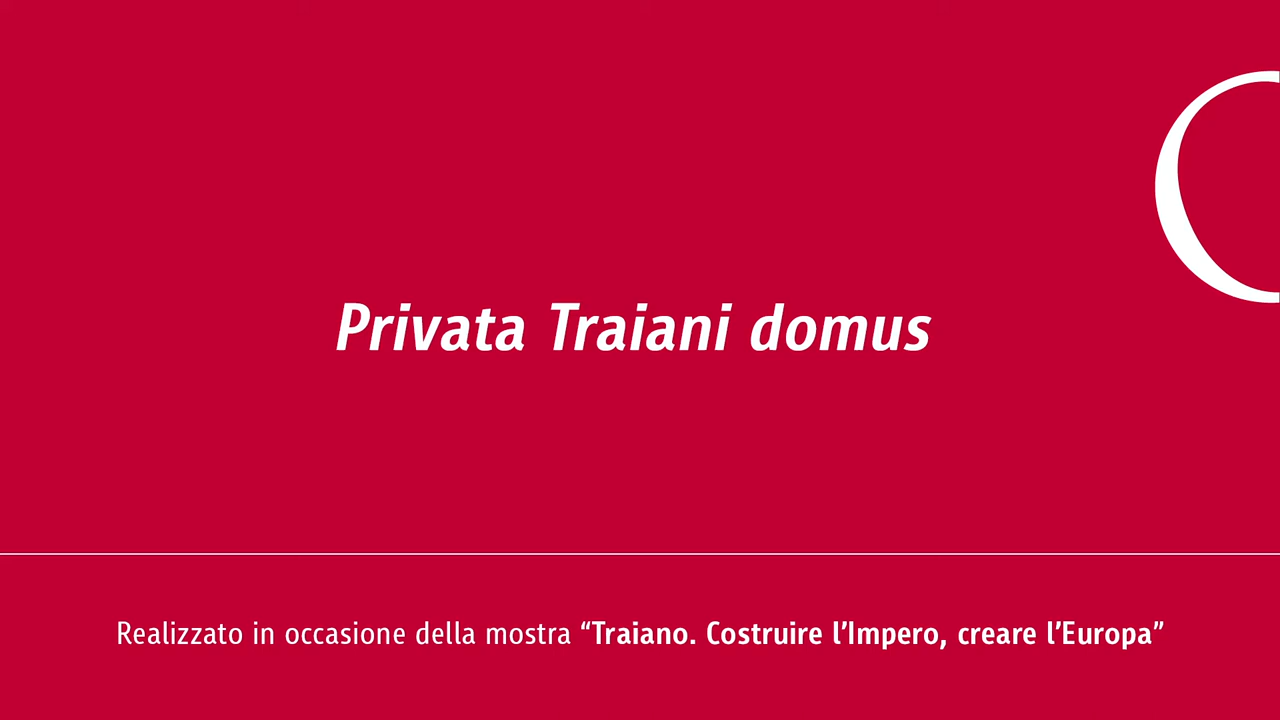 Privata Traiani domus
Realizzato in occasione della mostra “Traiano. Costruire l’Impero, creare l’Europa”